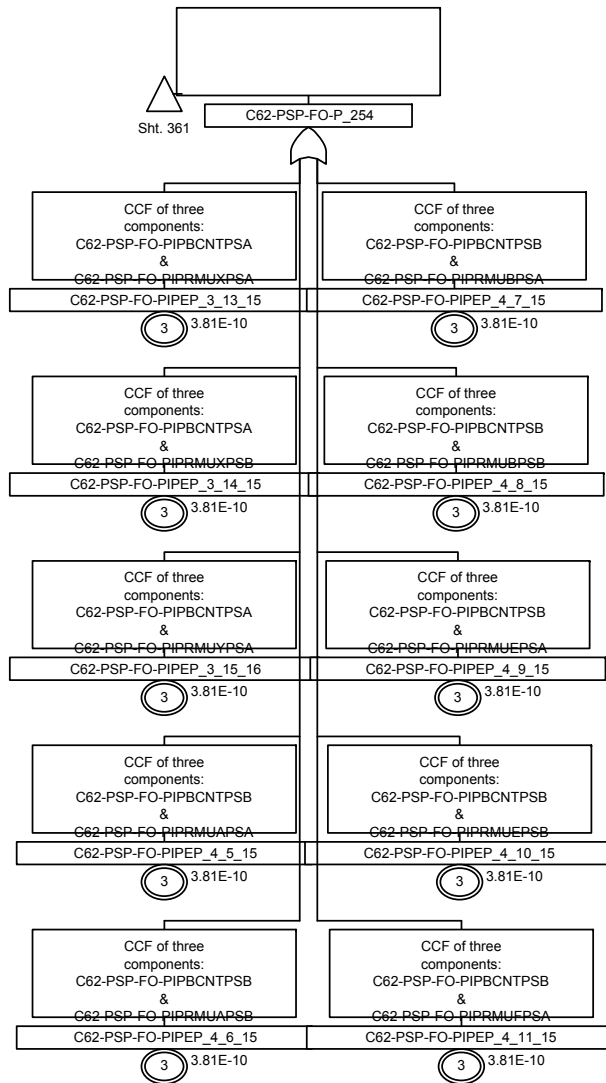 Sht. 361
C62-PSP-FO-P_254
CCF of three
components:
C62-PSP-FO-PIPBCNTPSA
&
C62-PSP-FO-PIPRMUXPSA
C62-PSP-FO-PIPEP_3_13_15
3
3.81E-10
CCF of three
components:
C62-PSP-FO-PIPBCNTPSB
&
C62-PSP-FO-PIPRMUBPSA
C62-PSP-FO-PIPEP_4_7_15
3
3.81E-10
CCF of three
components:
C62-PSP-FO-PIPBCNTPSA
&
C62-PSP-FO-PIPRMUXPSB
C62-PSP-FO-PIPEP_3_14_15
3
3.81E-10
CCF of three
components:
C62-PSP-FO-PIPBCNTPSB
&
C62-PSP-FO-PIPRMUBPSB
C62-PSP-FO-PIPEP_4_8_15
3
3.81E-10
CCF of three
components:
C62-PSP-FO-PIPBCNTPSA
&
C62-PSP-FO-PIPRMUYPSA
C62-PSP-FO-PIPEP_3_15_16
3
3.81E-10
CCF of three
components:
C62-PSP-FO-PIPBCNTPSB
&
C62-PSP-FO-PIPRMUEPSA
C62-PSP-FO-PIPEP_4_9_15
3
3.81E-10
CCF of three
components:
C62-PSP-FO-PIPBCNTPSB
&
C62-PSP-FO-PIPRMUAPSA
C62-PSP-FO-PIPEP_4_5_15
3
3.81E-10
CCF of three
components:
C62-PSP-FO-PIPBCNTPSB
&
C62-PSP-FO-PIPRMUEPSB
C62-PSP-FO-PIPEP_4_10_15
3
3.81E-10
CCF of three
components:
C62-PSP-FO-PIPBCNTPSB
&
C62-PSP-FO-PIPRMUAPSB
C62-PSP-FO-PIPEP_4_6_15
3
3.81E-10
CCF of three
components:
C62-PSP-FO-PIPBCNTPSB
&
C62-PSP-FO-PIPRMUFPSA
C62-PSP-FO-PIPEP_4_11_15
3
3.81E-10